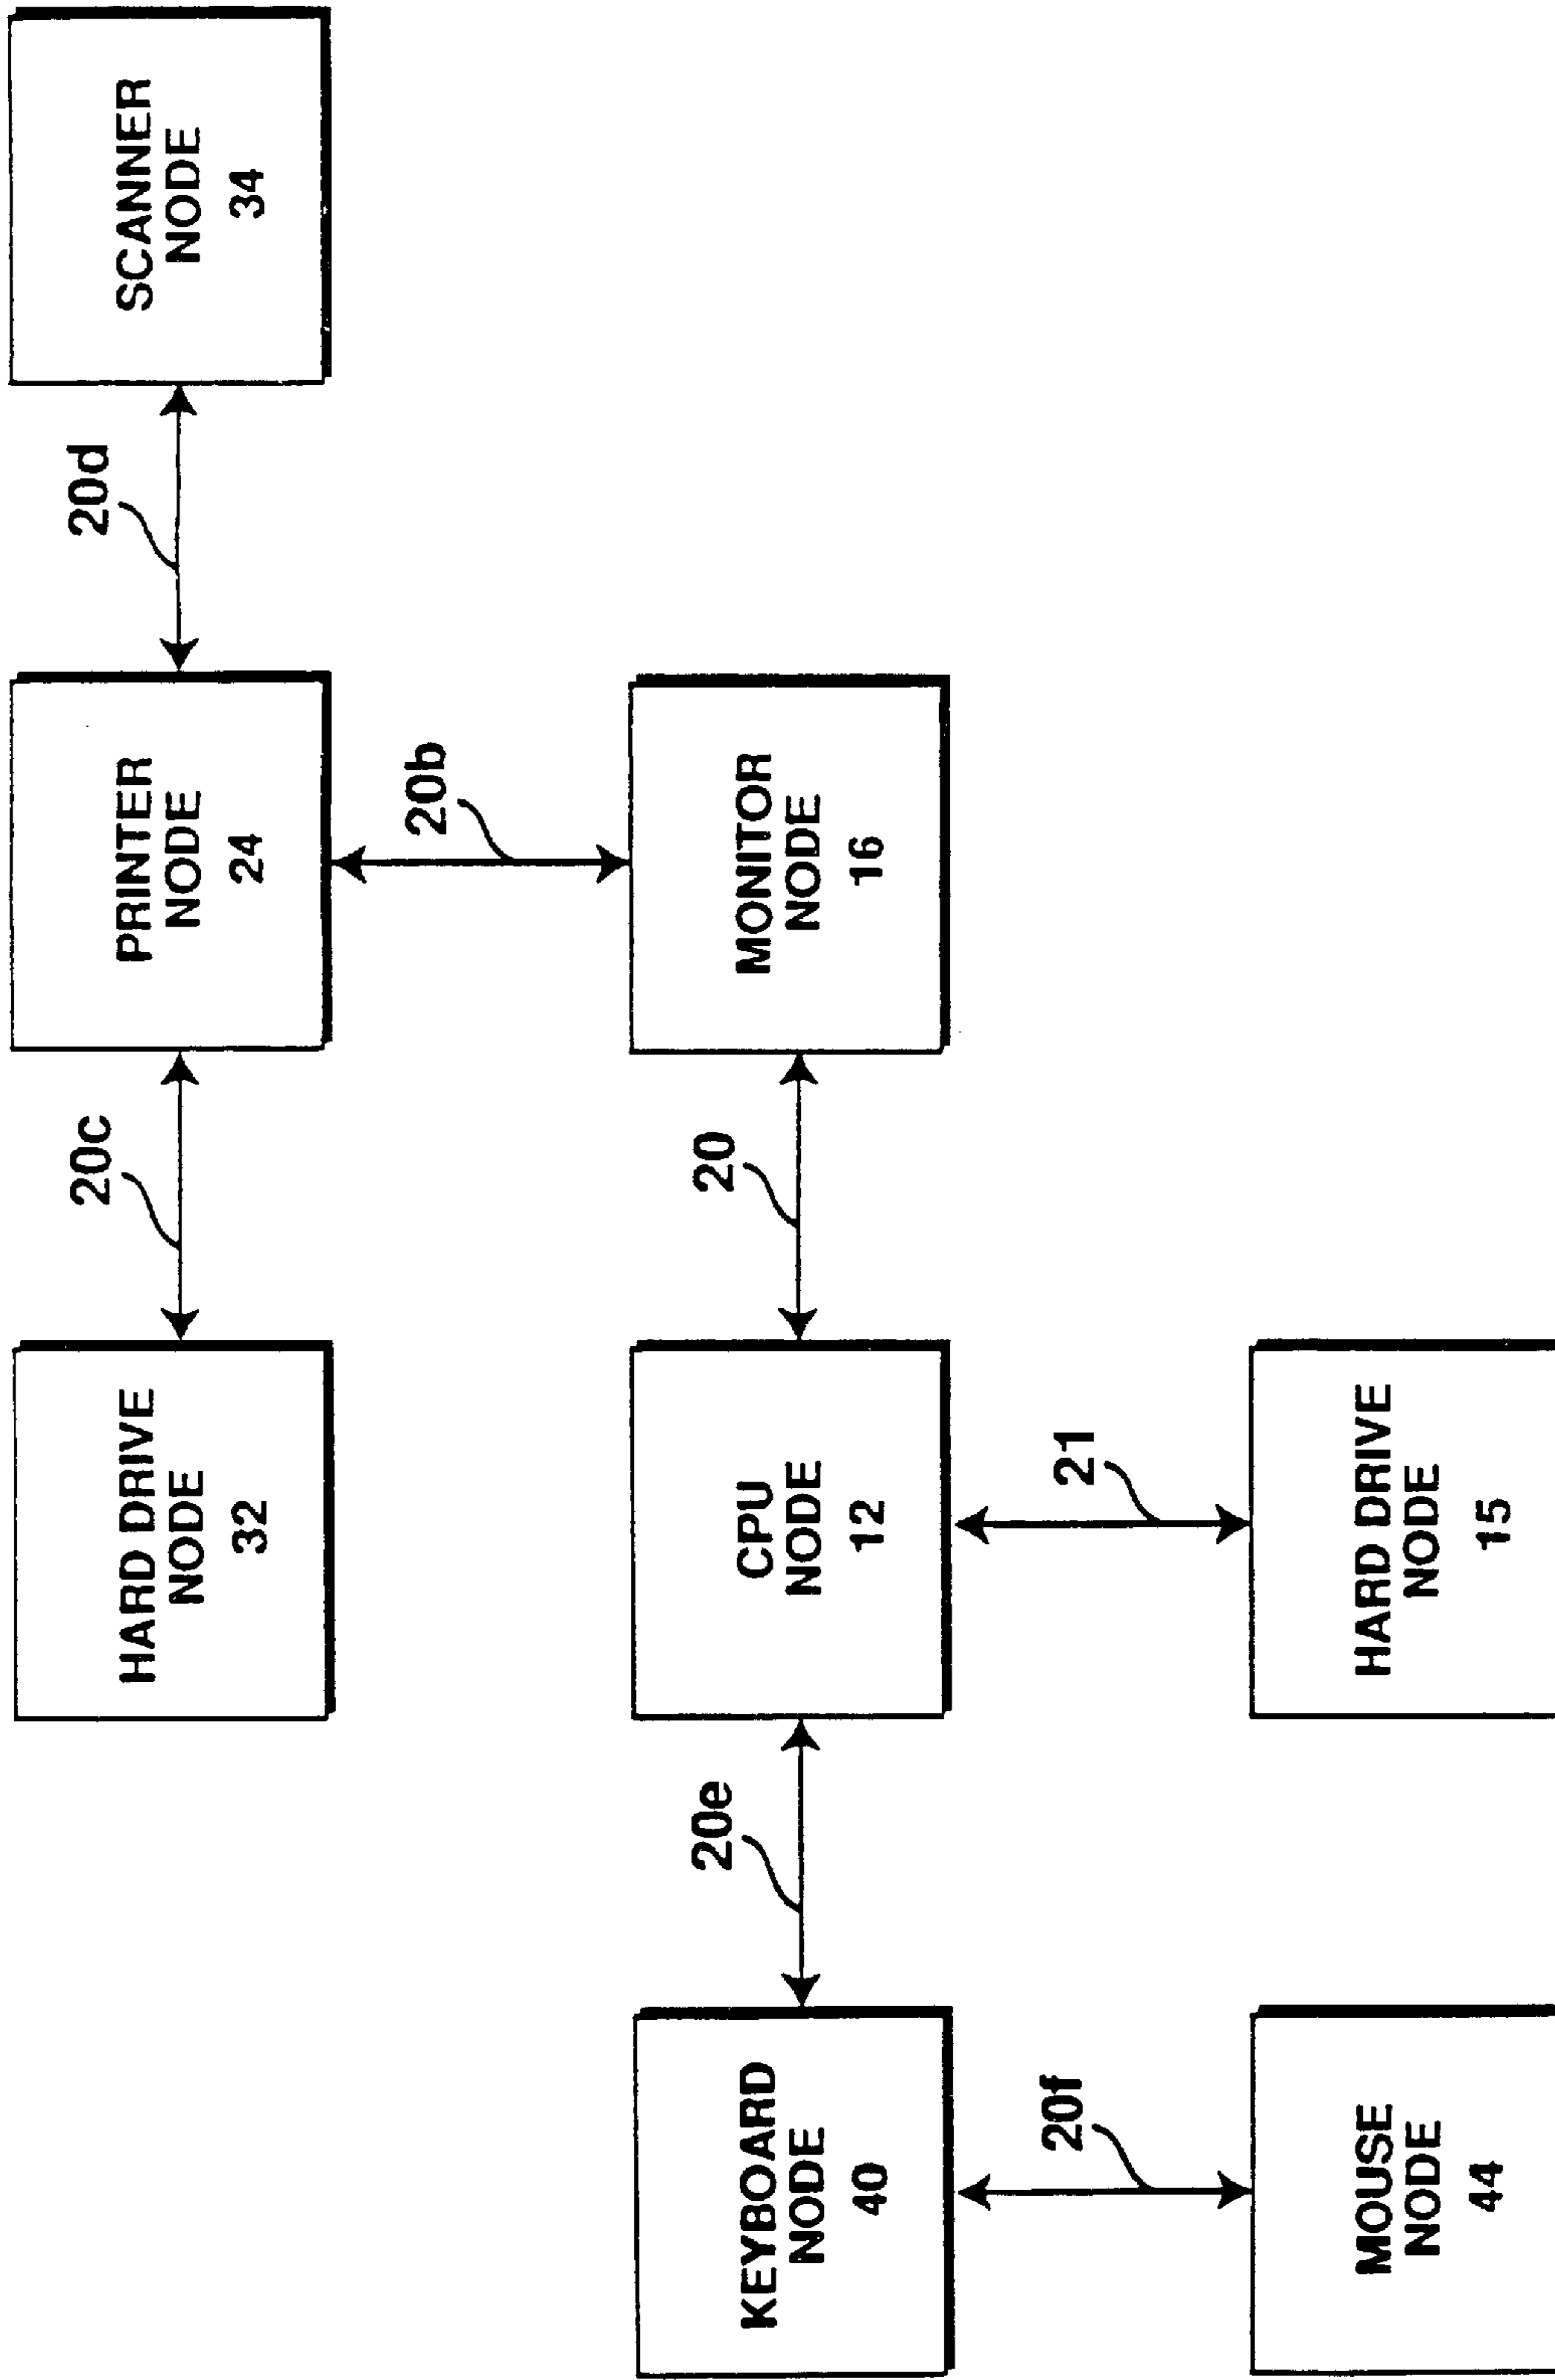 HARD DRIVE
NODE
32
20c
PRINTER
NODE
24
20d
SCANNER
NODE
34
20b
KEYBOARD
NODE
40
20e
CPU
NODE
12
20
MONITOR
NODE
16
20f
21
MOUSE
NODE
44
HARD DRIVE
NODE
15